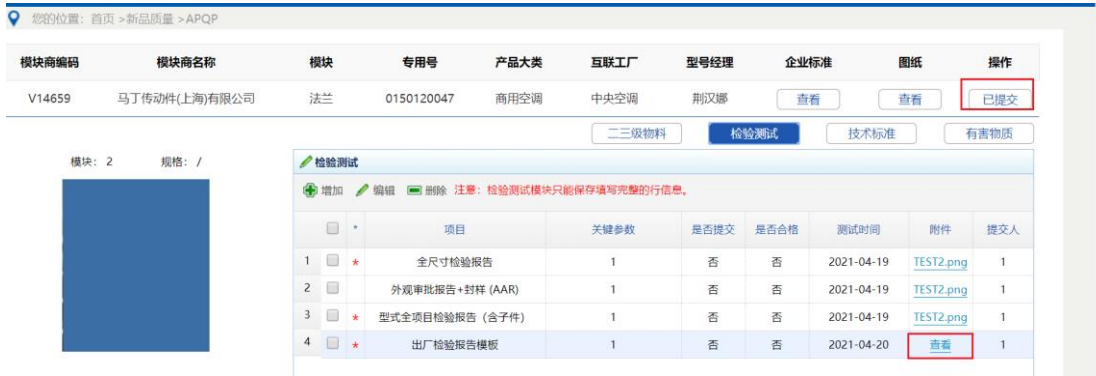 您的位置：首页 >新品质量 >APQP
模块商编码 模块商名称 模块 专用号 产品大类 互联工厂 型号经理 企业标准 图纸 操作
V14659 马丁传动件(上海)有限公司 法兰 0150120047 商用空调 中央空调 荆汉娜 查看 查看 已提交
二三级物料 检验测试 技术标准 有害物质
模块：2 规格：/
检验测试
增加 编辑 删除 注意：检验测试模块只能保存填写完整的行信息。
* 项目 关键参数 是否提交 是否合格 测试时间 附件 提交人
1 * 全尺寸检验报告 1 否 否 2021-04-19 TEST2.png 1
2 外观审批报告+封样 (AAR) 1 否 否 2021-04-19 TEST2.png 1
3 * 型式全项目检验报告（含子件） 1 否 否 2021-04-19 TEST2.png 1
4 * 出厂检验报告模板 1 否 否 2021-04-20 查看 1